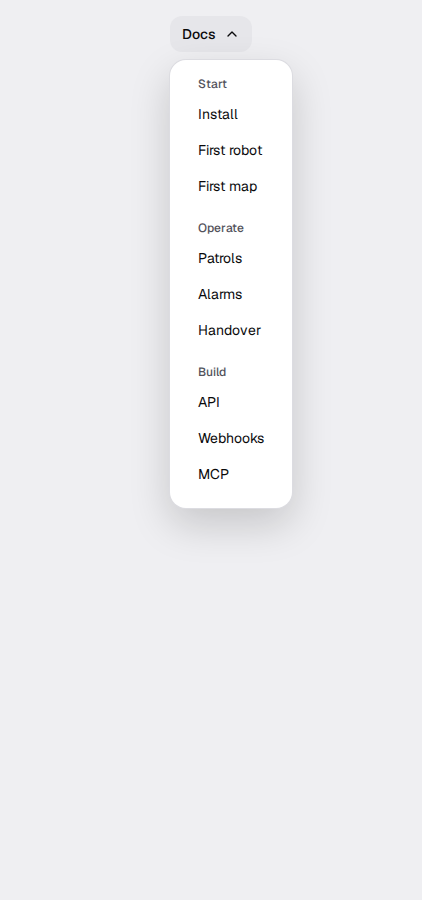 Docs
Start
Install
First robot
First map
Operate
Patrols
Alarms
Handover
Build
API
Webhooks
MCP